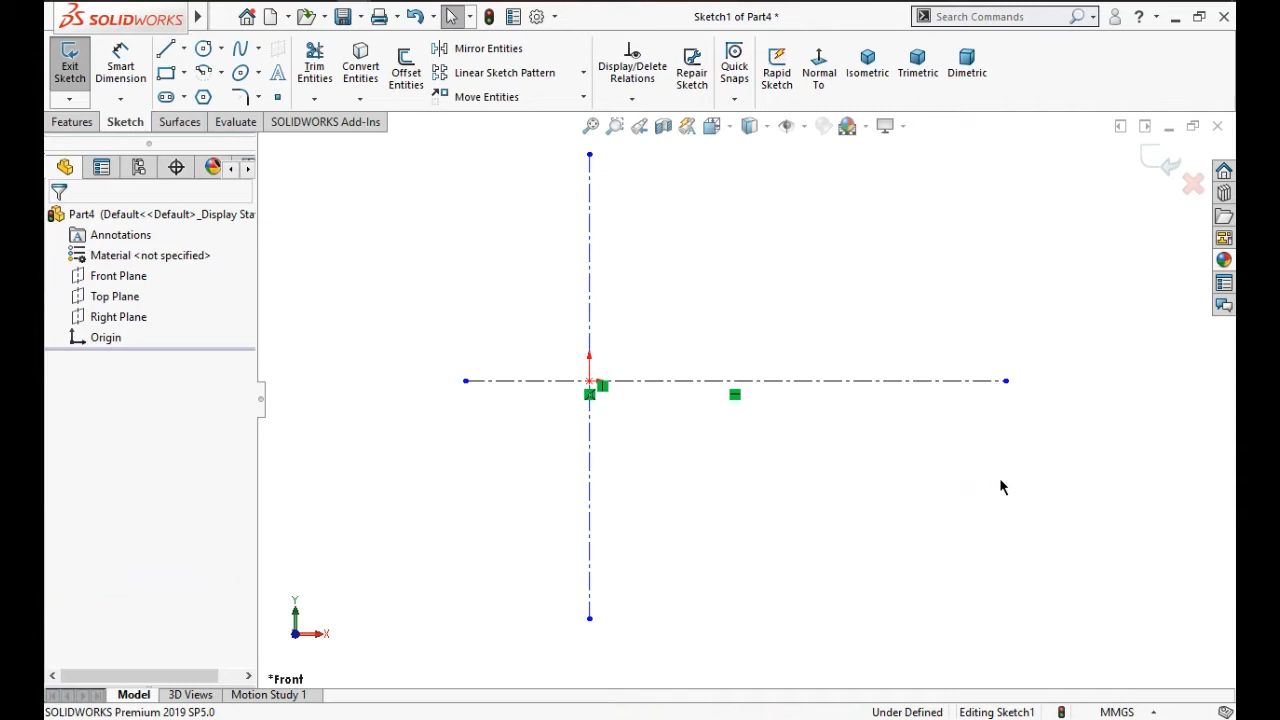 SOLIDWORKS
Sketch1 of Part4 *
Search Commands
?
Exit Sketch
Smart Dimension
Trim Entities
Convert Entities
Offset Entities
Mirror Entities
Linear Sketch Pattern
Move Entities
Display/Delete Relations
Repair Sketch
Quick Snaps
Rapid Sketch
Normal To
Isometric
Trimetric
Dimetric
Features
Sketch
Surfaces
Evaluate
SOLIDWORKS Add-Ins
Part4 (Default<<Default>_Display Sta
Annotations
Material <not specified>
Front Plane
Top Plane
Right Plane
Origin
Y
X
*Front
Model
3D Views
Motion Study 1
SOLIDWORKS Premium 2019 SP5.0
Under Defined
Editing Sketch1
MMGS